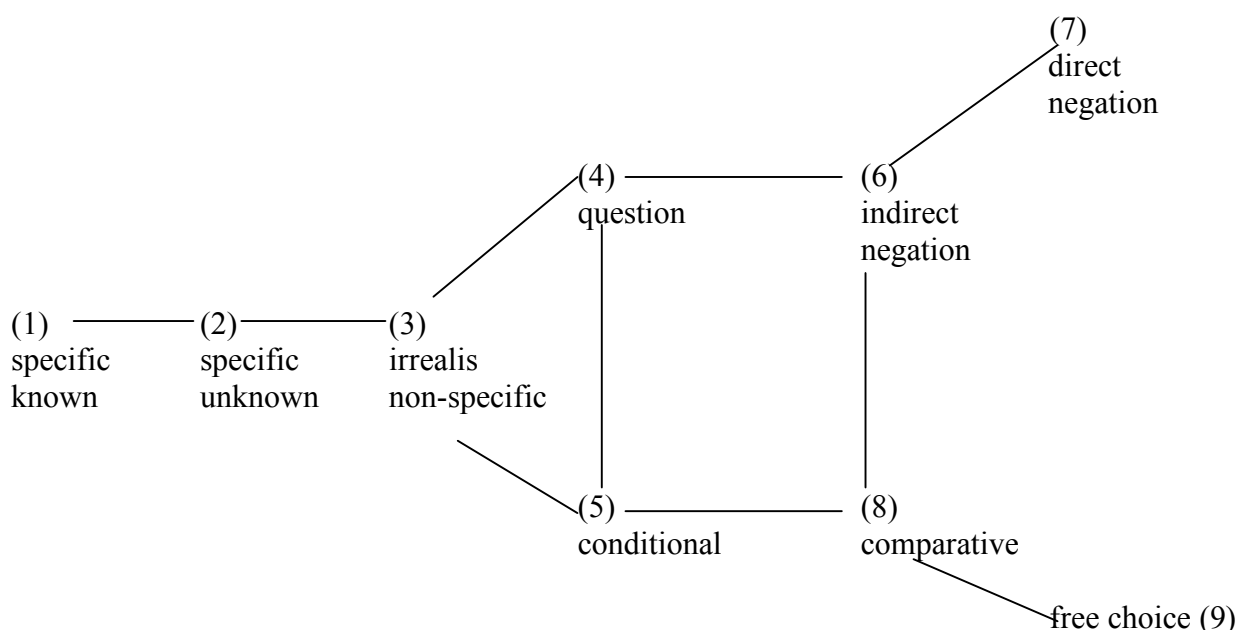 (7)
direct
negation
(4)
question
(6)
indirect
negation
(1)
specific
known
(2)
specific
unknown
(3)
irrealis
non-specific
(5)
conditional
(8)
comparative
free choice (9)